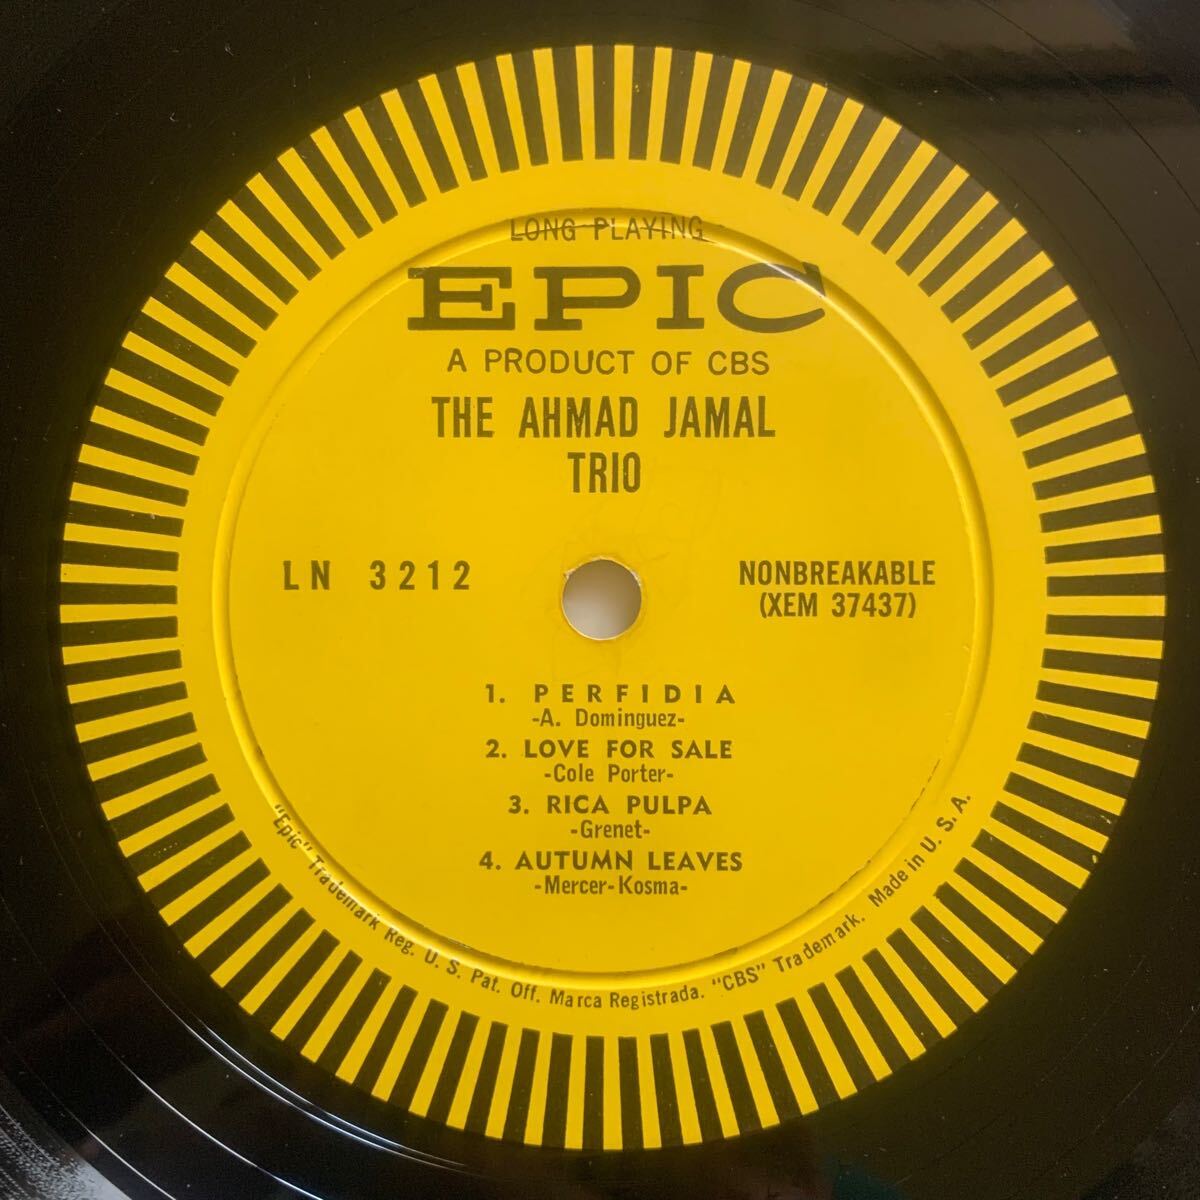 LONG PLAYING
EPIC
A PRODUCT OF CBS
THE AHMAD JAMAL
TRIO
LN 3212
NONBREAKABLE
(XEM 37437)
1. PERFIDIA
-A. Dominguez-
2. LOVE FOR SALE
-Cole Porter-
3. RICA PULPA
-Grenet-
4. AUTUMN LEAVES
-Mercer-Kosma-
"Epic" Trademark Reg. U. S. Pat. Off. Marca Registrada. "CBS" Trademark. Made in U. S. A.